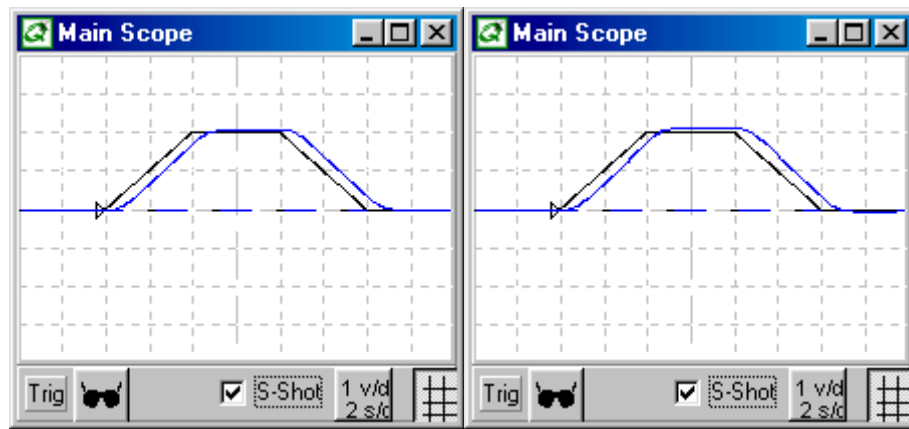 Main Scope
Trig
S-Shot
1 v/d
2 s/d
Main Scope
Trig
S-Shot
1 v/d
2 s/d